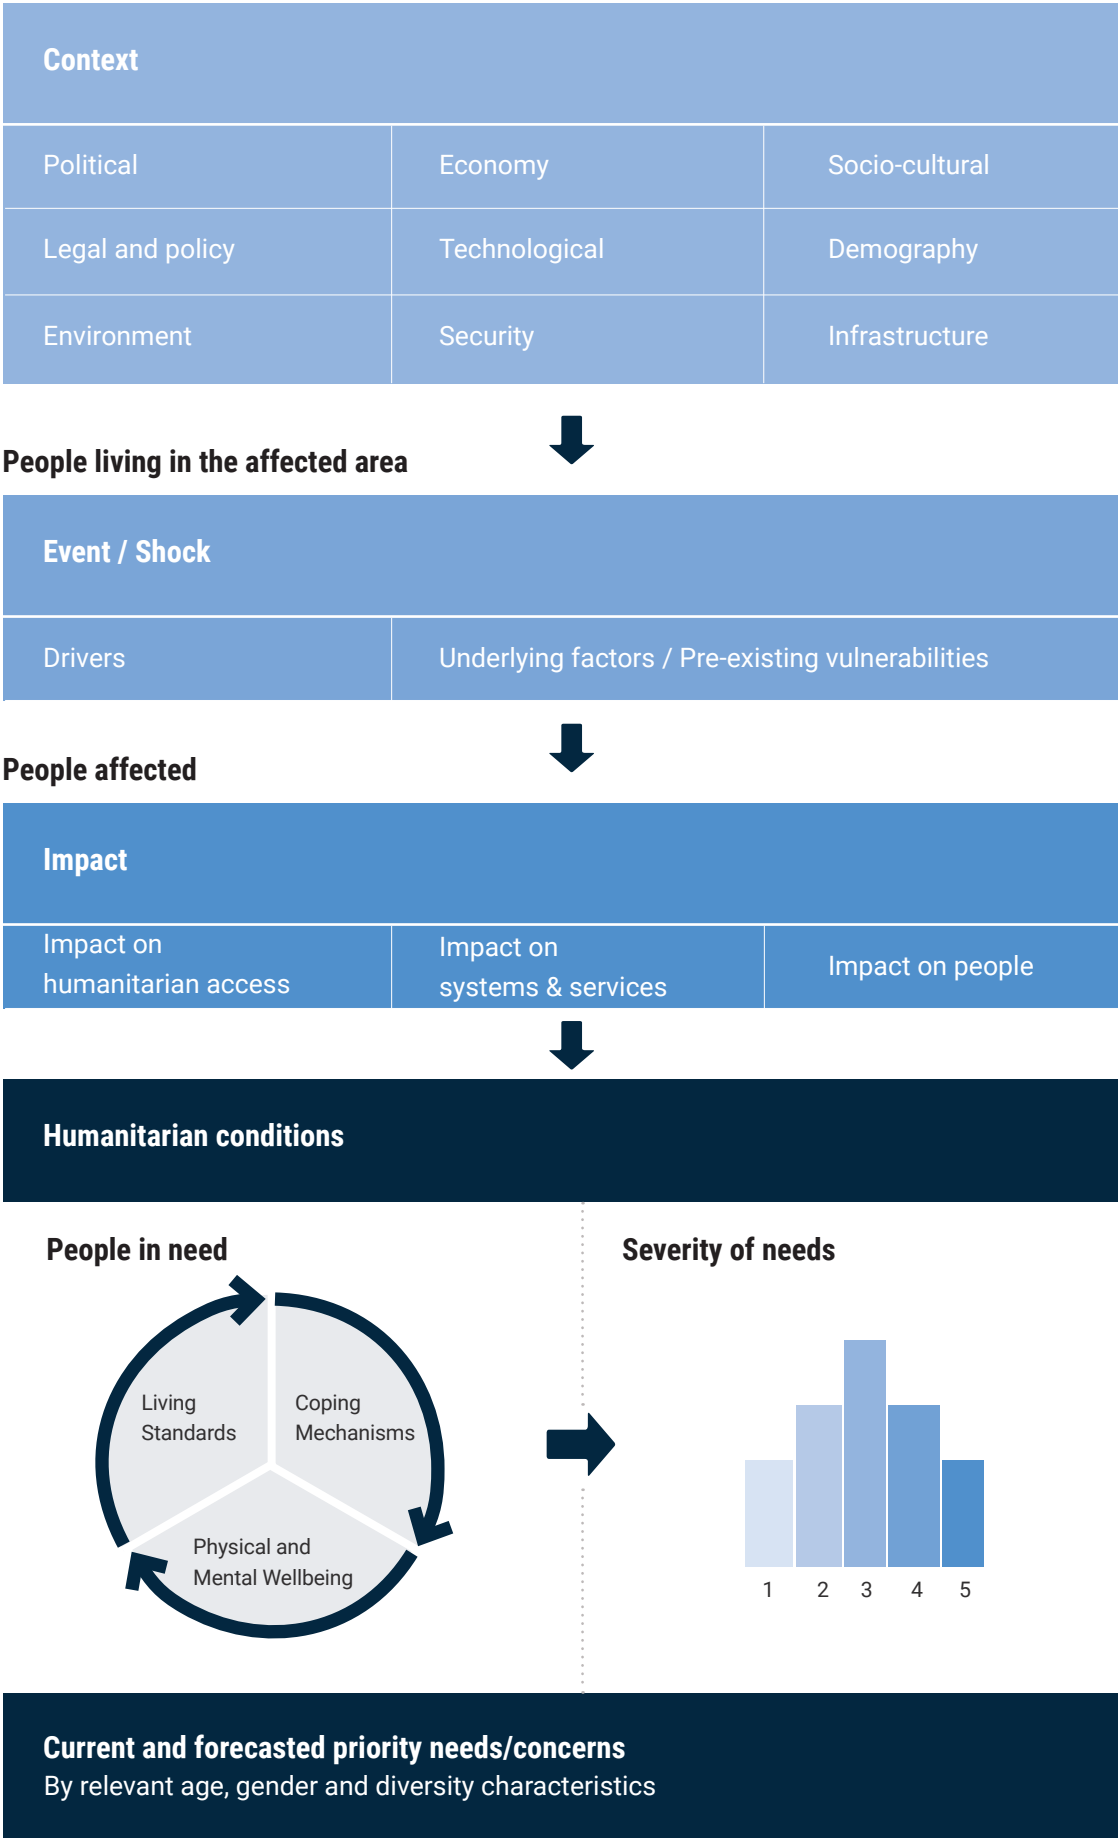 Context
Political
Economy
Socio-cultural
Legal and policy
Technological
Demography
Environment
Security
Infrastructure
People living in the affected area
Event / Shock
Drivers
Underlying factors / Pre-existing vulnerabilities
People affected
Impact
Impact on
humanitarian access
Impact on
systems & services
Impact on people
Humanitarian conditions
People in need
Living
Standards
Coping
Mechanisms
Physical and
Mental Wellbeing
Severity of needs
1 2 3 4 5
Current and forecasted priority needs/concerns
By relevant age, gender and diversity characteristics